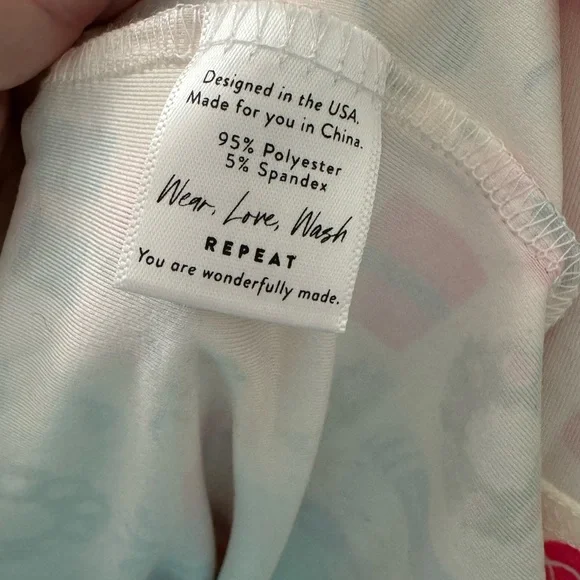 Designed in the USA.
Made for you in China.
95% Polyester
5% Spandex
Wear, Love, Wash
REPEAT
You are wonderfully made.